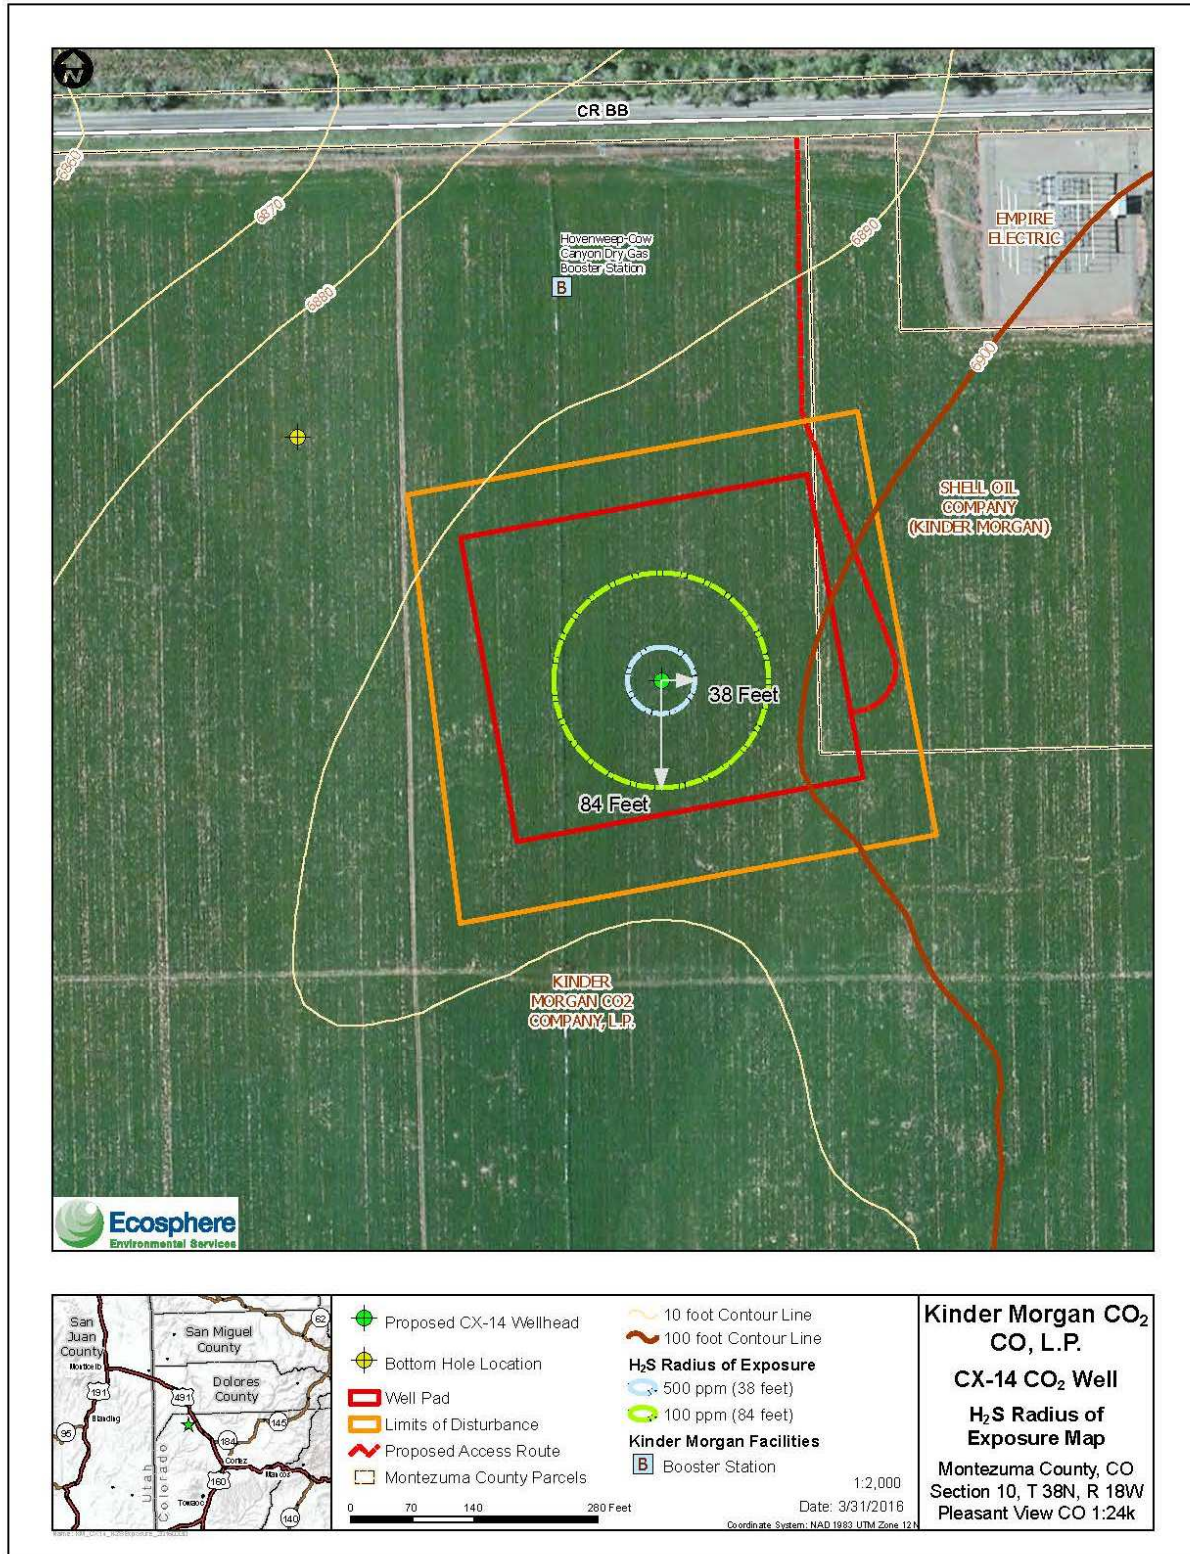 N
CR BB
6860
6870
6880
6890
Hovenweep-Cow
Canyon Dry Gas
Booster Station
B
EMPIRE
ELECTRIC
6900
SHELL OIL
COMPANY
(KINDER MORGAN)
38 Feet
84 Feet
KINDER
MORGAN CO2
COMPANY, L.P.
Ecosphere
Environmental Services
San
Juan
County
San Miguel
County
Dolores
County
Monticello
Blanding
Cortez
Mancos
Towaoc
Utah
Colorado
62
191
491
95
145
184
160
140
Proposed CX-14 Wellhead
Bottom Hole Location
Well Pad
Limits of Disturbance
Proposed Access Route
Montezuma County Parcels
0 70 140 280 Feet
10 foot Contour Line
100 foot Contour Line
H₂S Radius of Exposure
500 ppm (38 feet)
100 ppm (84 feet)
Kinder Morgan Facilities
B Booster Station
1:2,000
Date: 3/31/2016
Coordinate System: NAD 1983 UTM Zone 12N
Kinder Morgan CO₂
CO, L.P.
CX-14 CO₂ Well
H₂S Radius of
Exposure Map
Montezuma County, CO
Section 10, T 38N, R 18W
Pleasant View CO 1:24k